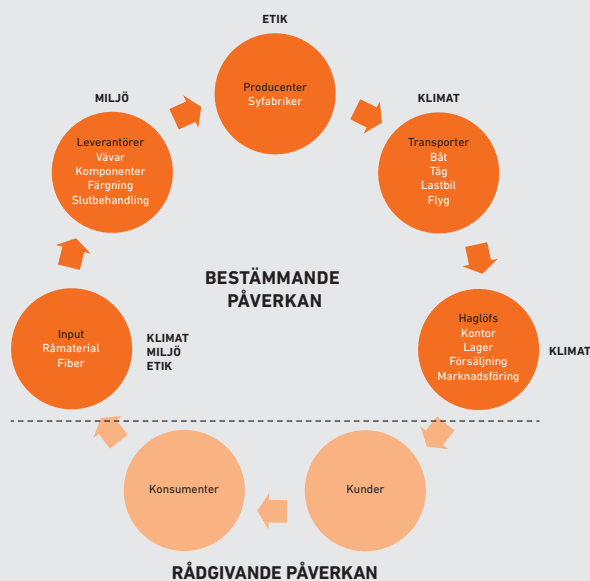 ETIK
Producenter
Syfabriker
MILJÖ
KLIMAT
Leverantörer
Vävar
Komponenter
Färgning
Slutbehandling
Transporter
Båt
Tåg
Lastbil
Flyg
BESTÄMMANDE
PÅVERKAN
Input
Råmaterial
Fiber
KLIMAT
MILJÖ
ETIK
Haglöfs
Kontor
Lager
Försäljning
Marknadsföring
KLIMAT
Konsumenter
Kunder
RÅDGIVANDE PÅVERKAN